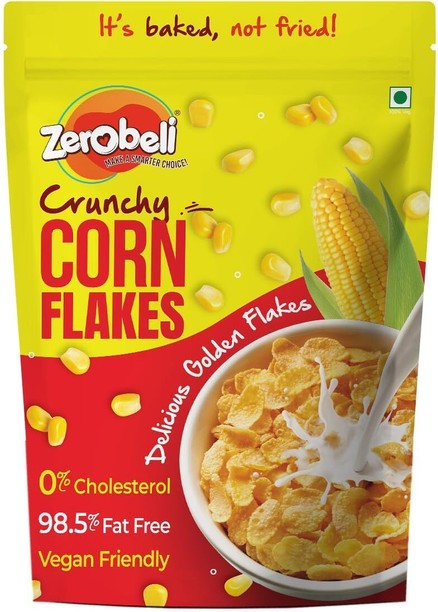 It's baked, not fried!
Zerobeli®
MAKE A SMARTER CHOICE!
Crunchy
CORN
FLAKES
Delicious Golden Flakes
0% Cholesterol
98.5% Fat Free
Vegan Friendly